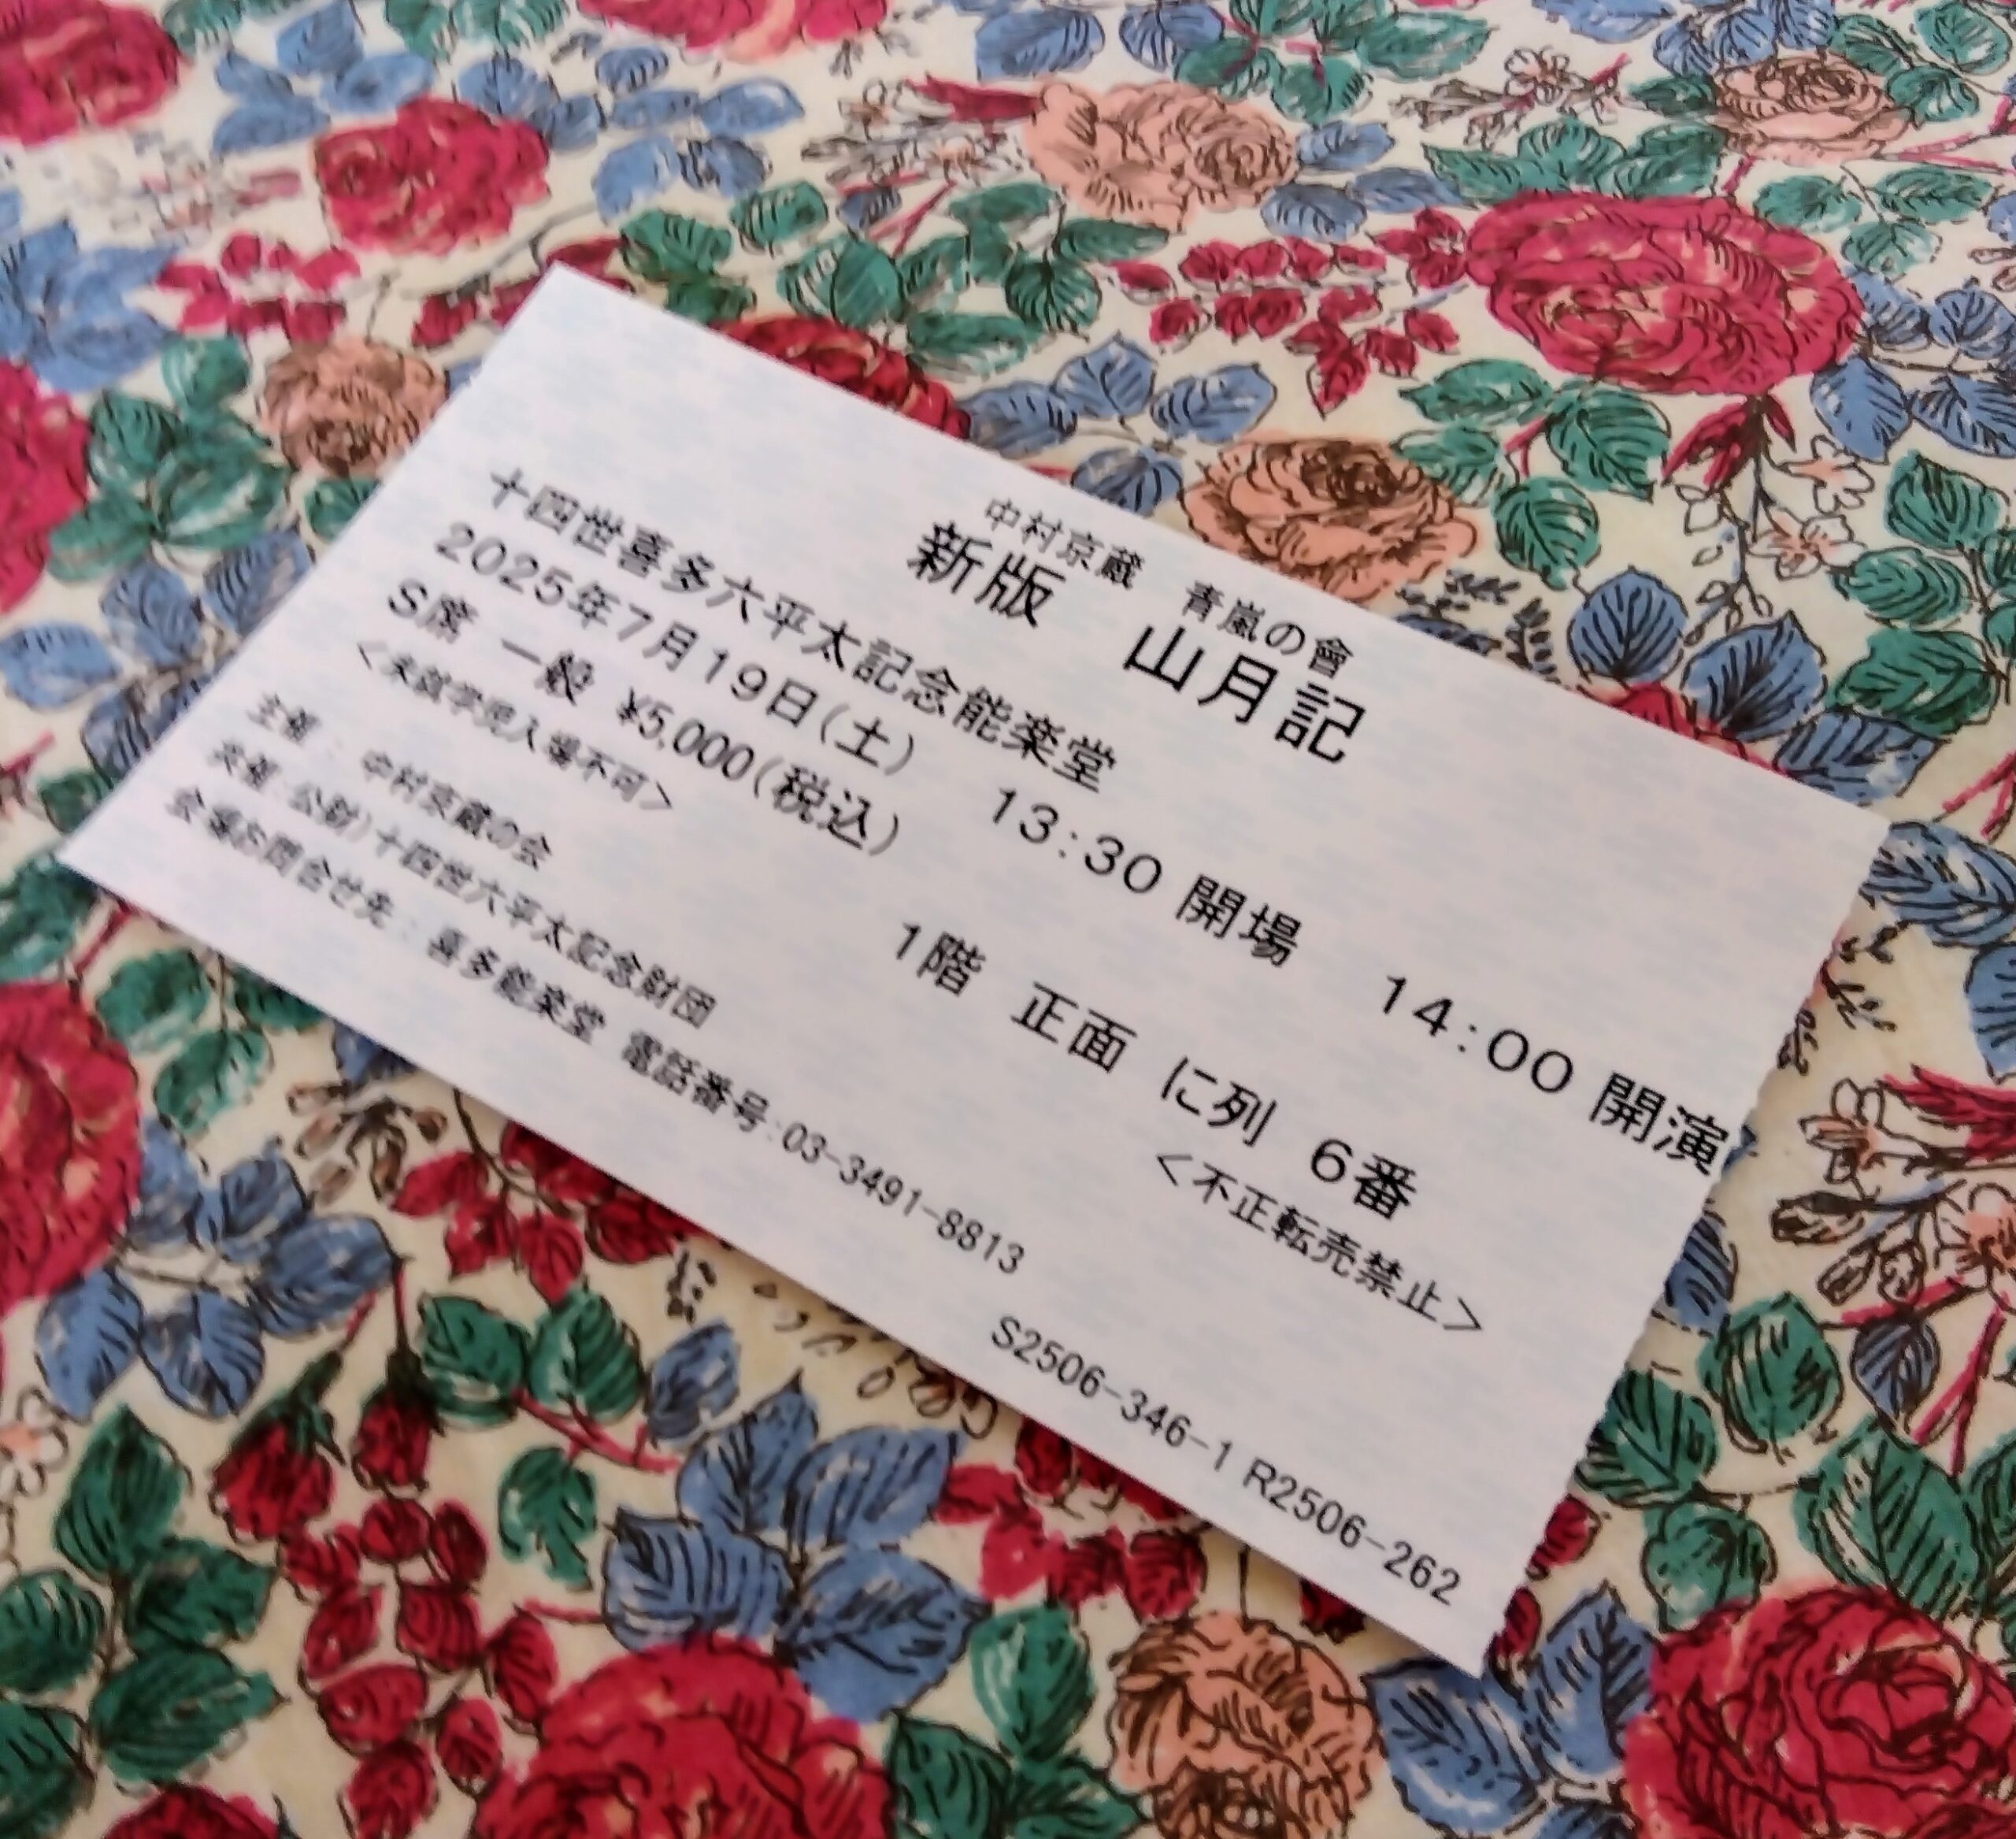 中村京蔵 青嵐の會
新版 山月記
十四世喜多六平太記念能楽堂
2025年7月19日(土) 13:30 開場 14:00 開演
S席 一般 ¥5,000(税込) 1階 正面 に列 6番
<未就学児入場不可> <不正転売禁止>
主催: 中村京蔵の会
共催:公財)十四世六平太記念財団
会場お問合せ先:喜多能楽堂 電話番号:03-3491-8813
S2506-346-1 R2506-262